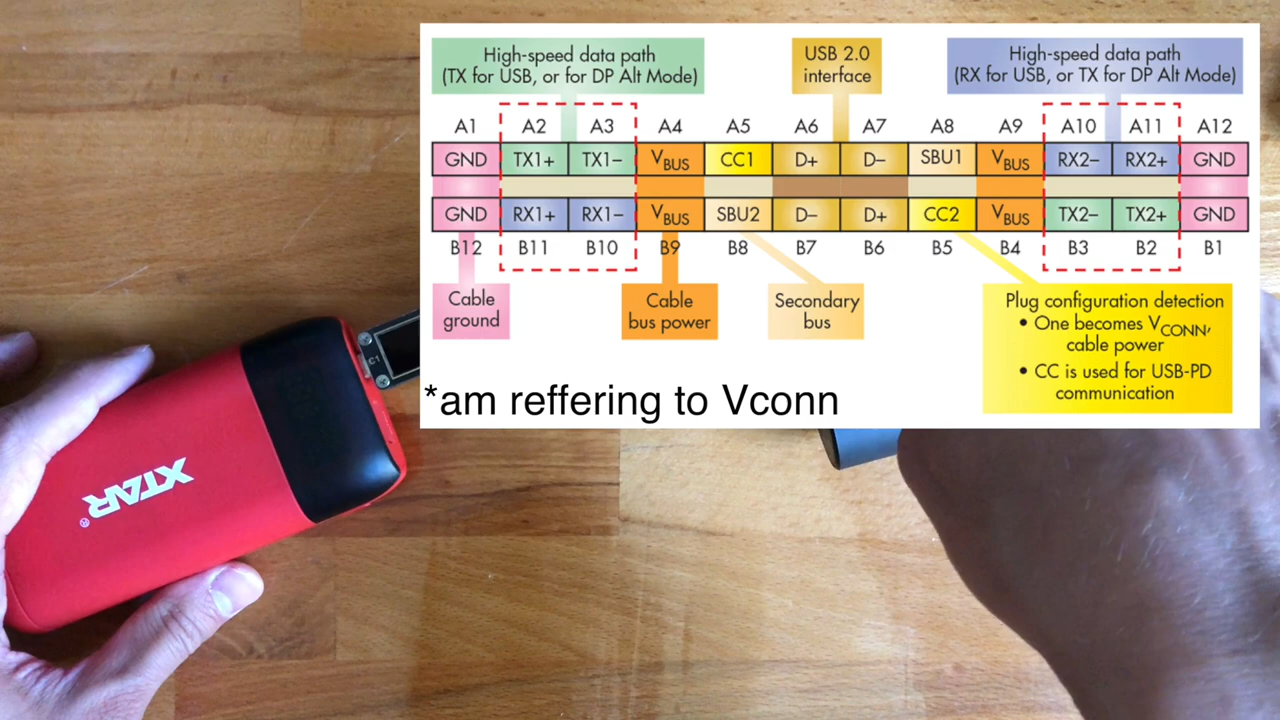 High-speed data path
(TX for USB, or for DP Alt Mode)
USB 2.0
interface
High-speed data path
(RX for USB, or TX for DP Alt Mode)
A1 A2 A3 A4 A5 A6 A7 A8 A9 A10 A11 A12
GND TX1+ TX1– VBUS CC1 D+ D– SBU1 VBUS RX2– RX2+ GND
GND RX1+ RX1– VBUS SBU2 D– D+ CC2 VBUS TX2– TX2+ GND
B12 B11 B10 B9 B8 B7 B6 B5 B4 B3 B2 B1
Cable
ground
Cable
bus power
Secondary
bus
Plug configuration detection
• One becomes VCONN,
cable power
• CC is used for USB-PD
communication
*am reffering to Vconn
C1
XTAR®